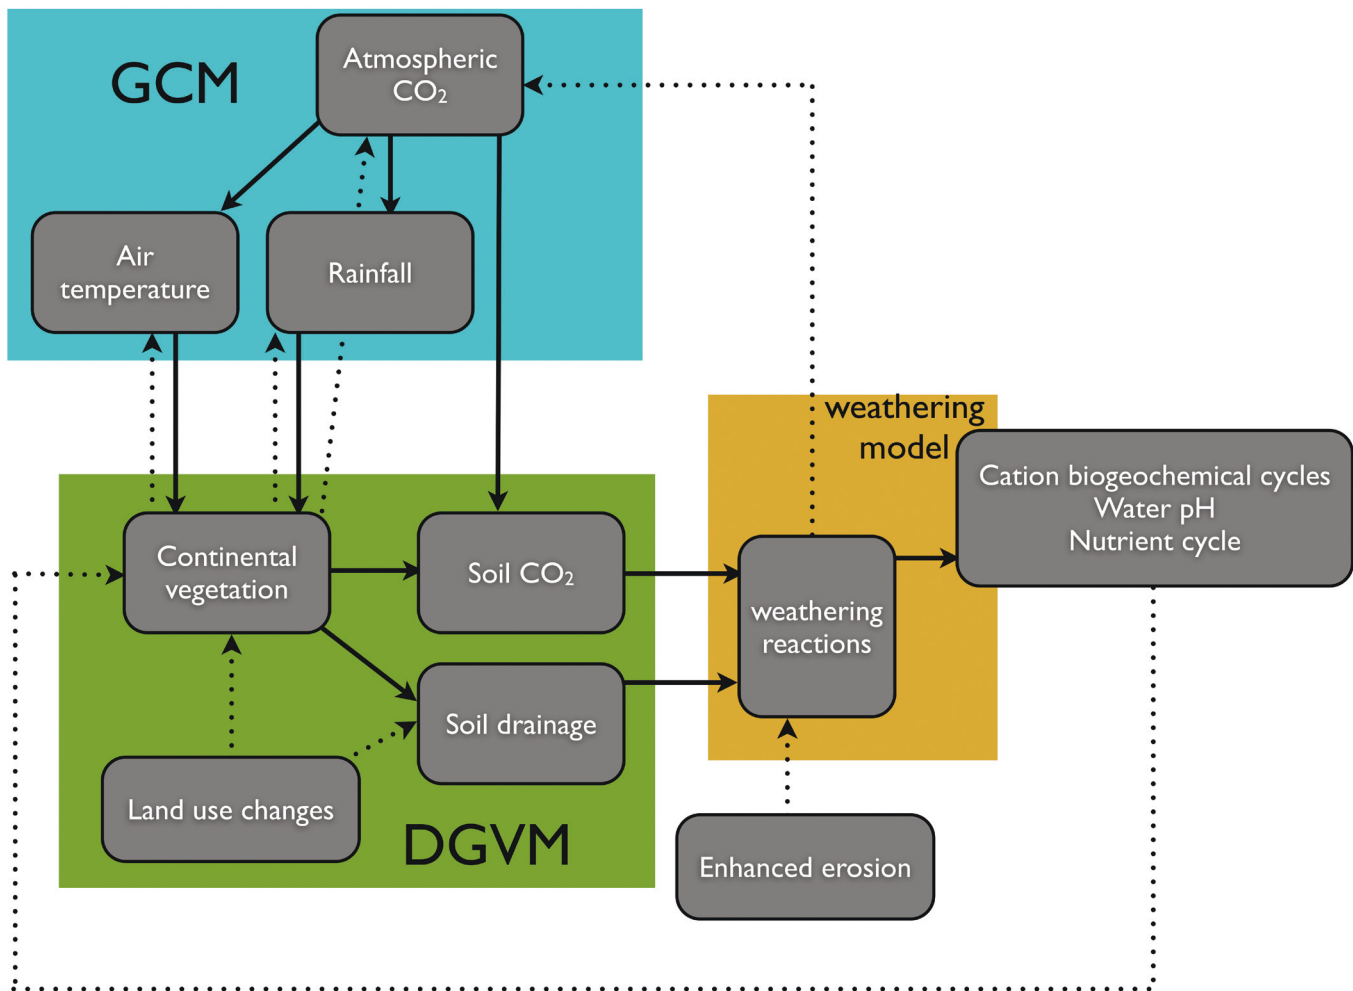 GCM
Atmospheric
CO₂
Air
temperature
Rainfall
weathering
model
Cation biogeochemical cycles
Water pH
Nutrient cycle
Continental
vegetation
Soil CO₂
weathering
reactions
Soil drainage
Land use changes
DGVM
Enhanced erosion